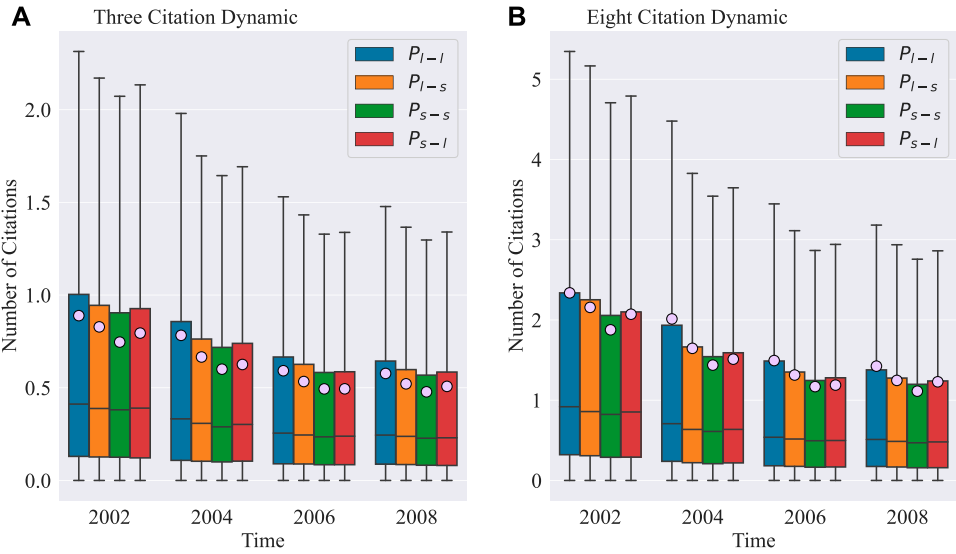 A Three Citation Dynamic
Number of Citations
2.0
1.5
1.0
0.5
0.0
P_{l-l}
P_{l-s}
P_{s-s}
P_{s-l}
2002 2004 2006 2008
Time
B Eight Citation Dynamic
Number of Citations
5
4
3
2
1
0
P_{l-l}
P_{l-s}
P_{s-s}
P_{s-l}
2002 2004 2006 2008
Time